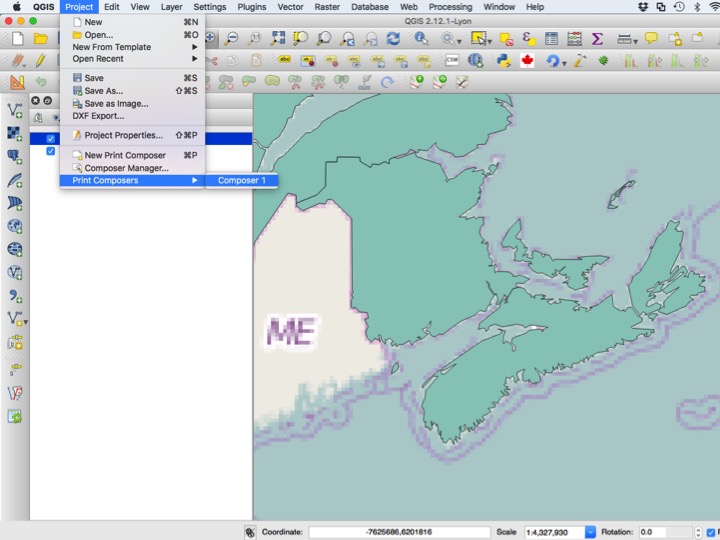 QGIS Project Edit View Layer Settings Plugins Vector Raster Database Web Processing Window Help
QGIS 2.12.1-Lyon
New ⌘N
Open... ⌘O
New From Template
Open Recent
Save ⌘S
Save As... ⇧⌘S
Save as Image...
DXF Export...
Project Properties... ⇧⌘P
New Print Composer ⌘P
Composer Manager...
Print Composers Composer 1
abc
CSW
ME
Coordinate: -7625686,6201816 Scale 1:4,327,930 Rotation: 0.0